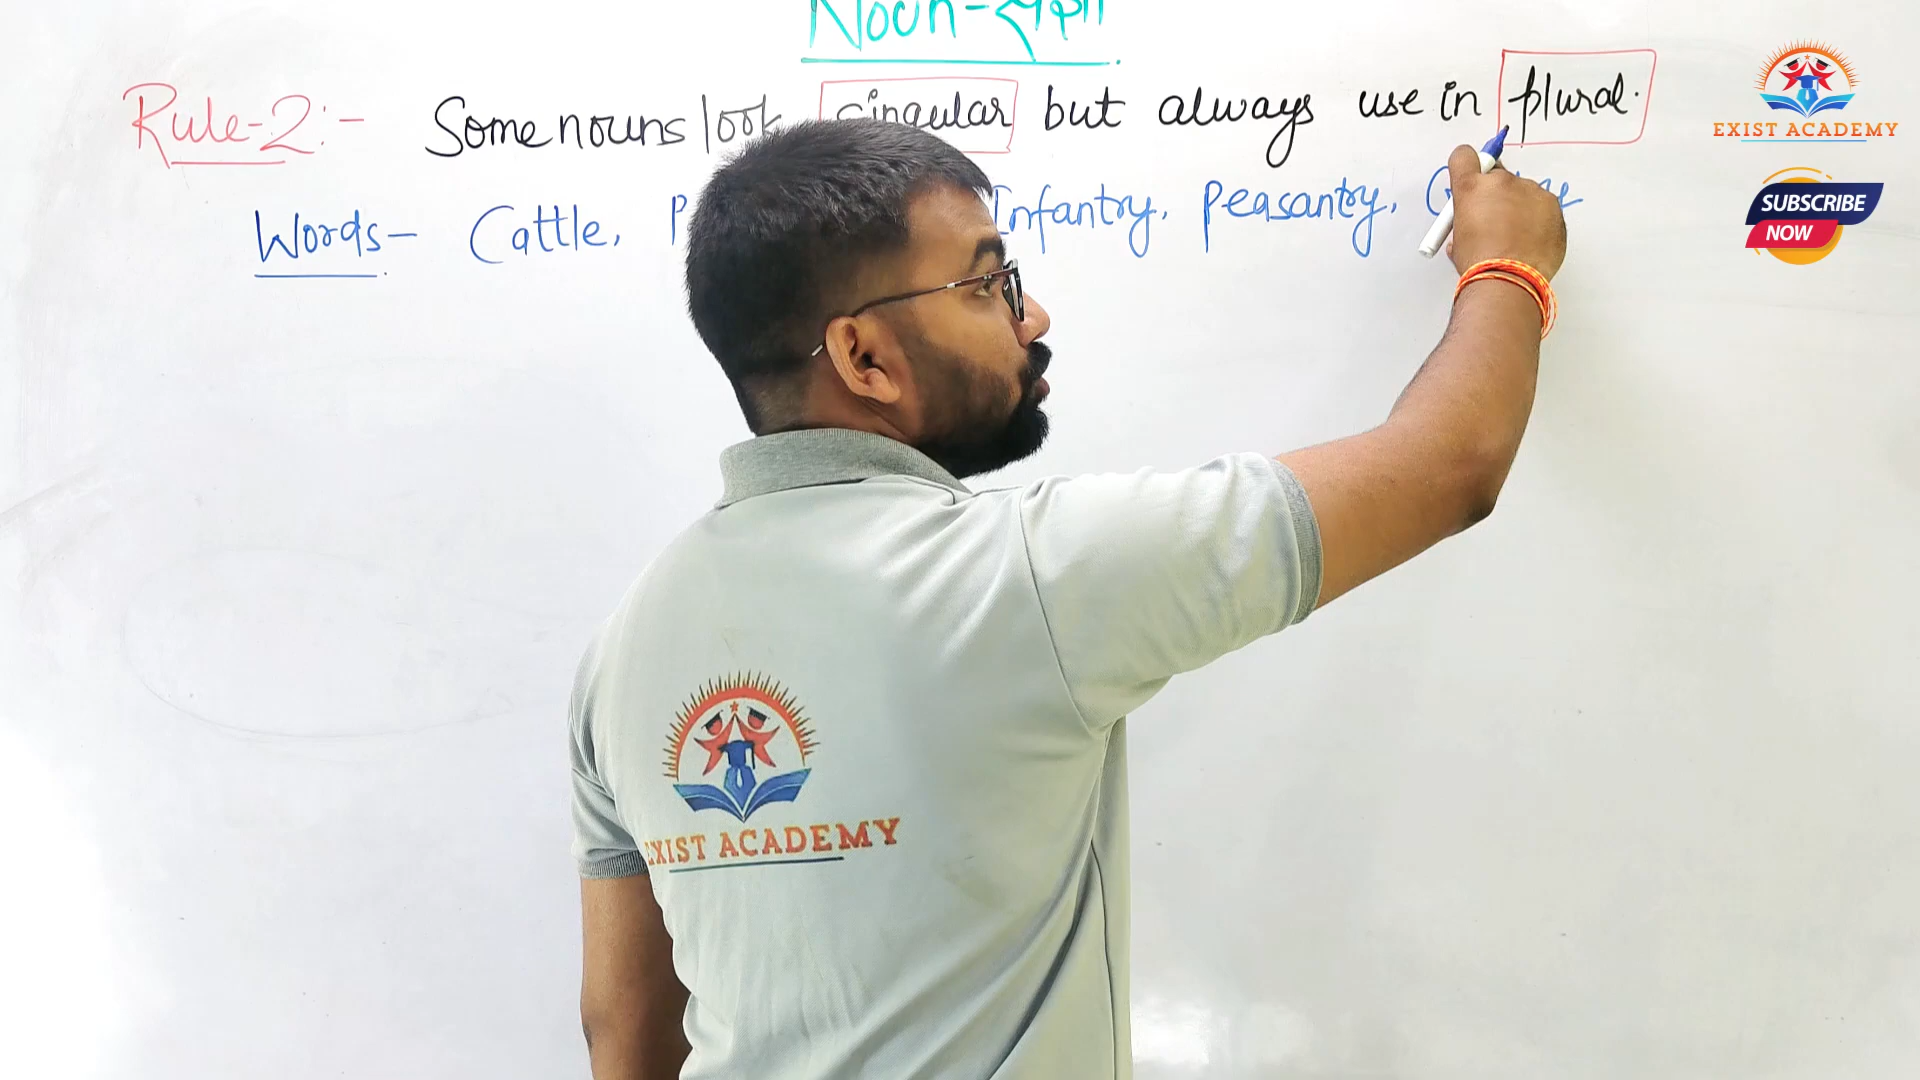 Noun-संज्ञा
Rule-2:- Some nouns look singular but always use in plural.
Words- Cattle, Infantry, Peasantry,
EXIST ACADEMY
SUBSCRIBE
NOW
EXIST ACADEMY